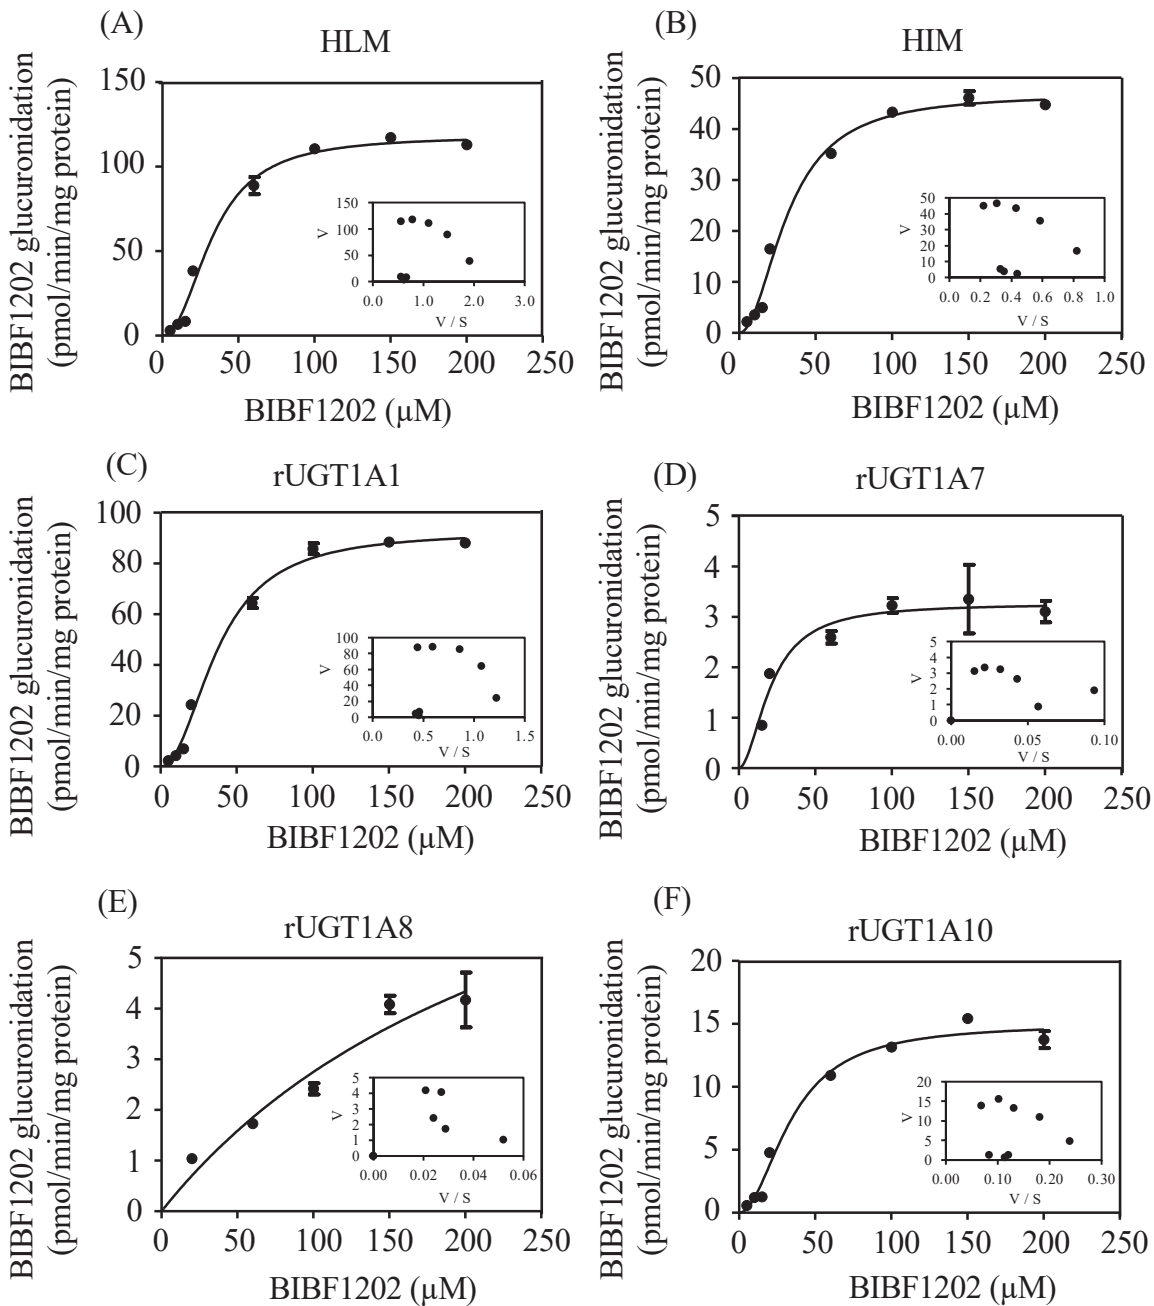 (A)
HLM
BIBF1202 glucuronidation
(pmol/min/mg protein)
150
100
50
0
0 50 100 150 200 250
BIBF1202 (μM)
V
150
100
50
0
0.0 1.0 2.0 3.0
V / S
(B)
HIM
BIBF1202 glucuronidation
(pmol/min/mg protein)
50
40
30
20
10
0
0 50 100 150 200 250
BIBF1202 (μM)
V
50
40
30
20
10
0
0.0 0.2 0.4 0.6 0.8 1.0
V / S
(C)
rUGT1A1
BIBF1202 glucuronidation
(pmol/min/mg protein)
100
80
60
40
20
0
0 50 100 150 200 250
BIBF1202 (μM)
V
100
80
60
40
20
0
0.0 0.5 1.0 1.5
V / S
(D)
rUGT1A7
BIBF1202 glucuronidation
(pmol/min/mg protein)
5
4
3
2
1
0
0 50 100 150 200 250
BIBF1202 (μM)
V
5
4
3
2
1
0
0.00 0.05 0.10
V / S
(E)
rUGT1A8
BIBF1202 glucuronidation
(pmol/min/mg protein)
5
4
3
2
1
0
0 50 100 150 200 250
BIBF1202 (μM)
V
5
4
3
2
1
0
0.00 0.02 0.04 0.06
V / S
(F)
rUGT1A10
BIBF1202 glucuronidation
(pmol/min/mg protein)
20
15
10
5
0
0 50 100 150 200 250
BIBF1202 (μM)
V
20
15
10
5
0
0.00 0.10 0.20 0.30
V / S